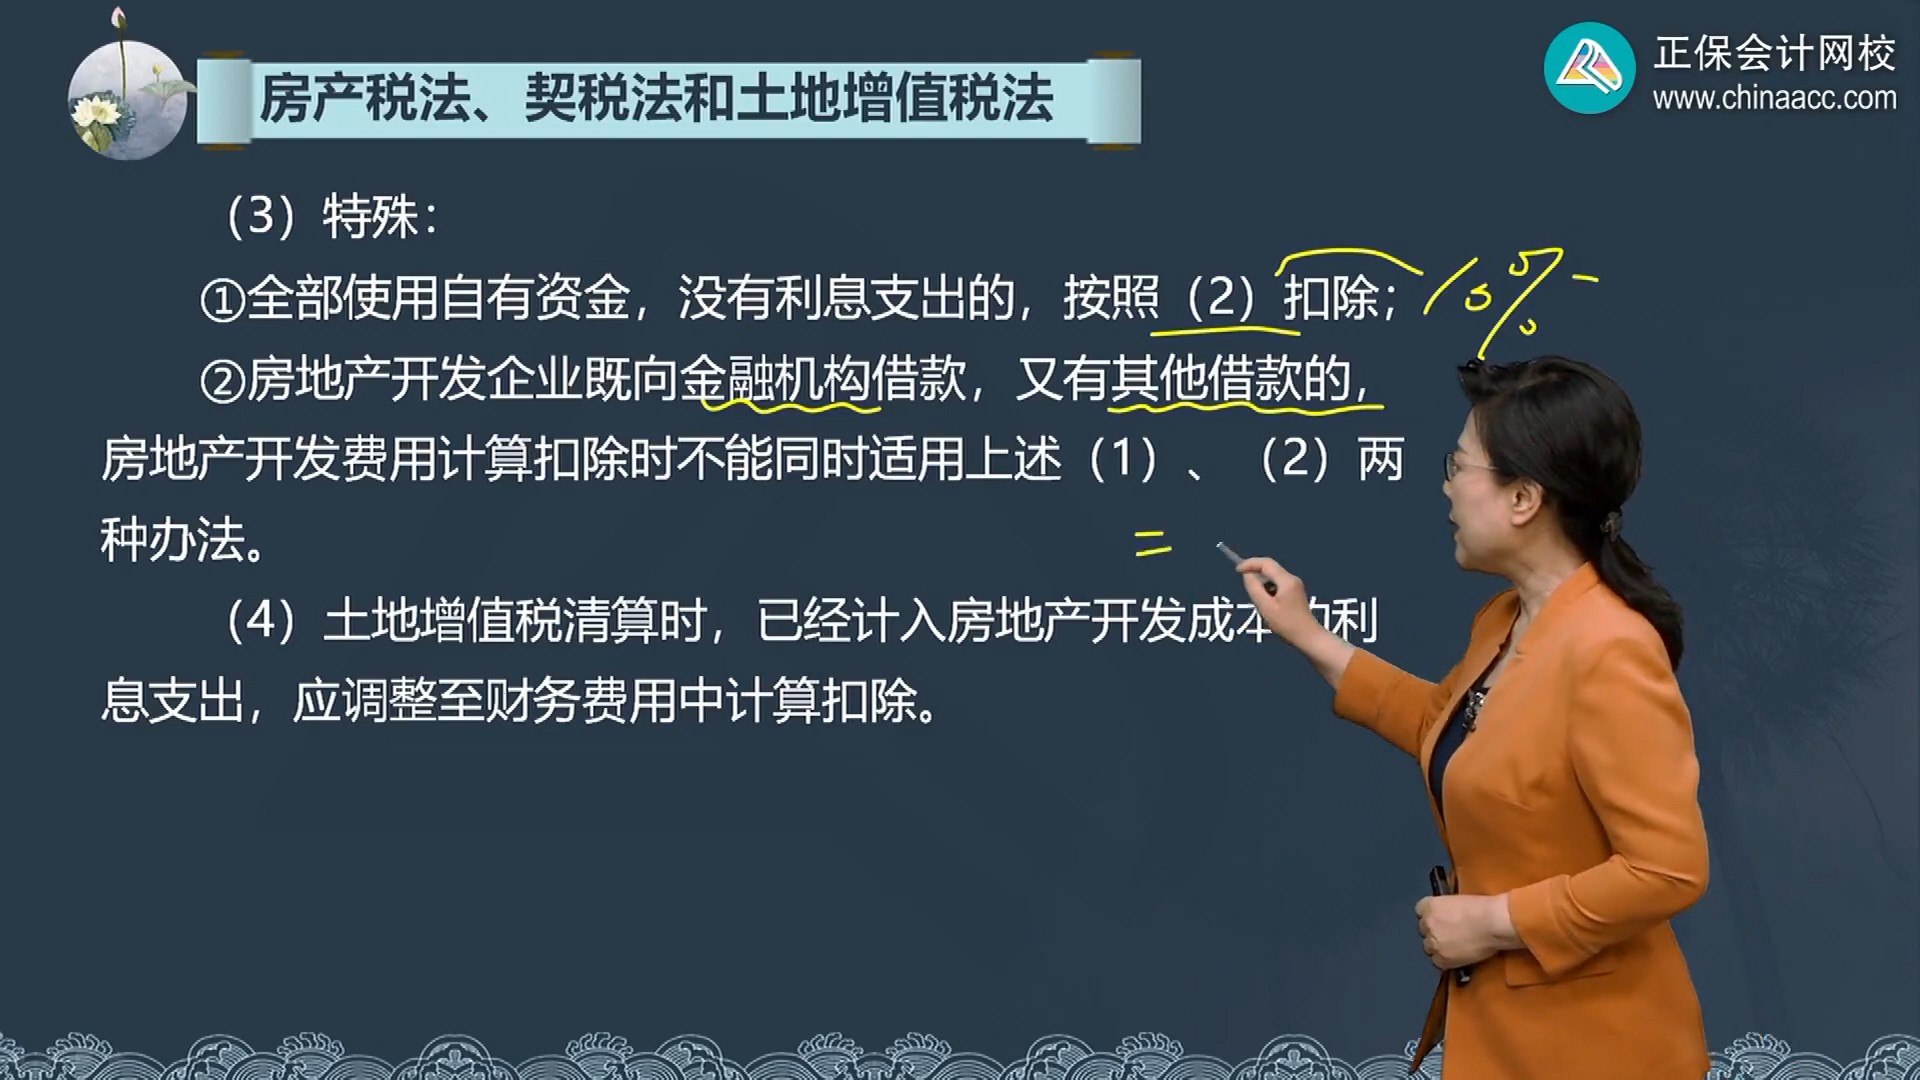 房产税法、契税法和土地增值税法
正保会计网校
www.chinaacc.com
（3）特殊：
①全部使用自有资金，没有利息支出的，按照（2）扣除；
②房地产开发企业既向金融机构借款，又有其他借款的，
房地产开发费用计算扣除时不能同时适用上述（1）、（2）两
种办法。
（4）土地增值税清算时，已经计入房地产开发成本的利
息支出，应调整至财务费用中计算扣除。